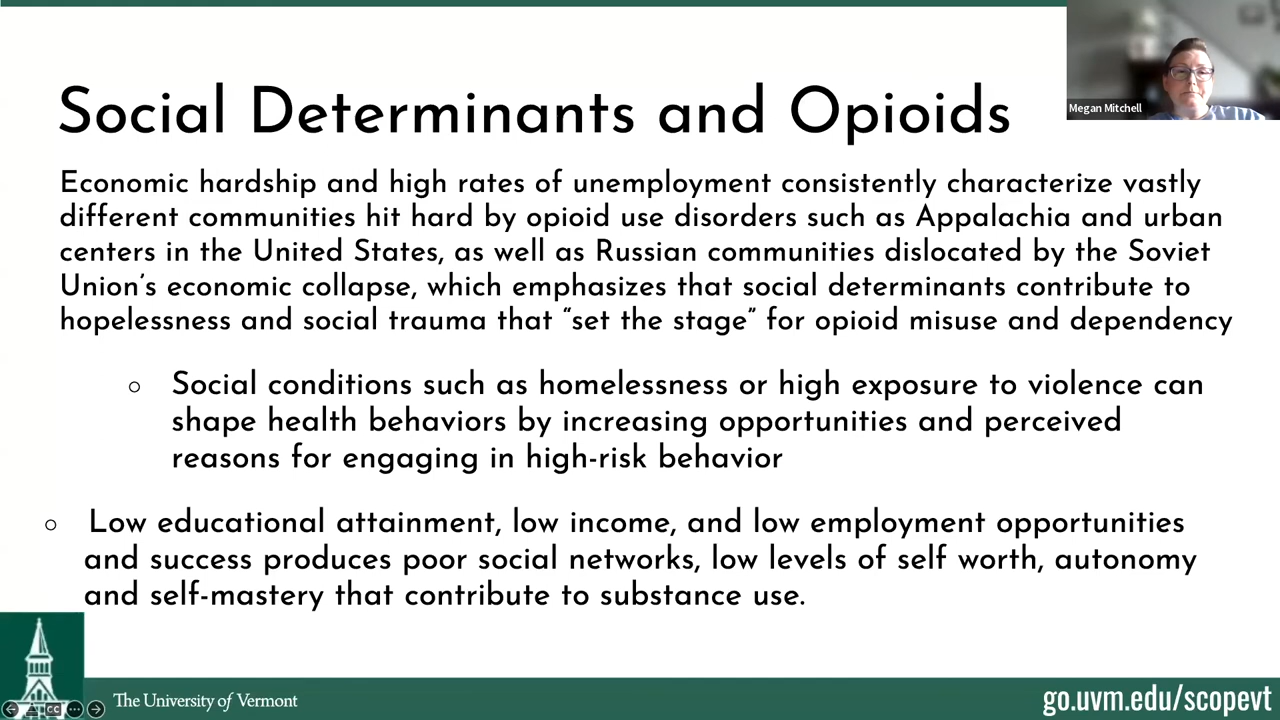 Social Determinants and Opioids
Megan Mitchell
Economic hardship and high rates of unemployment consistently characterize vastly
different communities hit hard by opioid use disorders such as Appalachia and urban
centers in the United States, as well as Russian communities dislocated by the Soviet
Union’s economic collapse, which emphasizes that social determinants contribute to
hopelessness and social trauma that “set the stage” for opioid misuse and dependency
Social conditions such as homelessness or high exposure to violence can
shape health behaviors by increasing opportunities and perceived
reasons for engaging in high-risk behavior
Low educational attainment, low income, and low employment opportunities
and success produces poor social networks, low levels of self worth, autonomy
and self-mastery that contribute to substance use.
CC
The University of Vermont
go.uvm.edu/scopevt